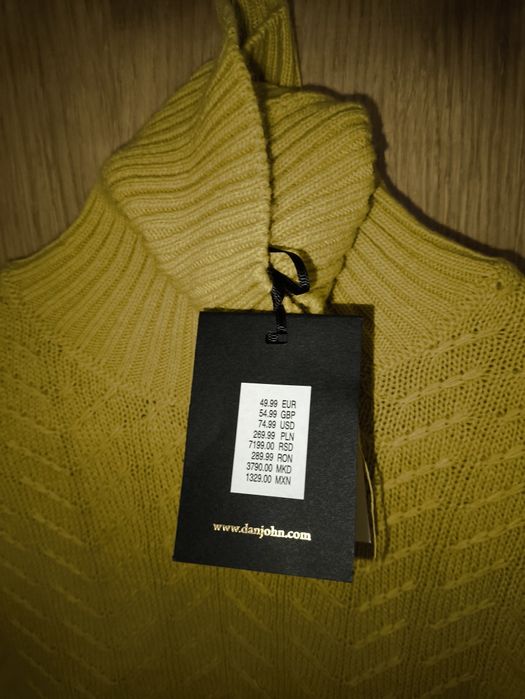 49.99 EUR
54.99 GBP
74.99 USD
269.99 PLN
7199.00 RSD
289.99 RON
3790.00 MKD
1329.00 MXN
www.danjohn.com